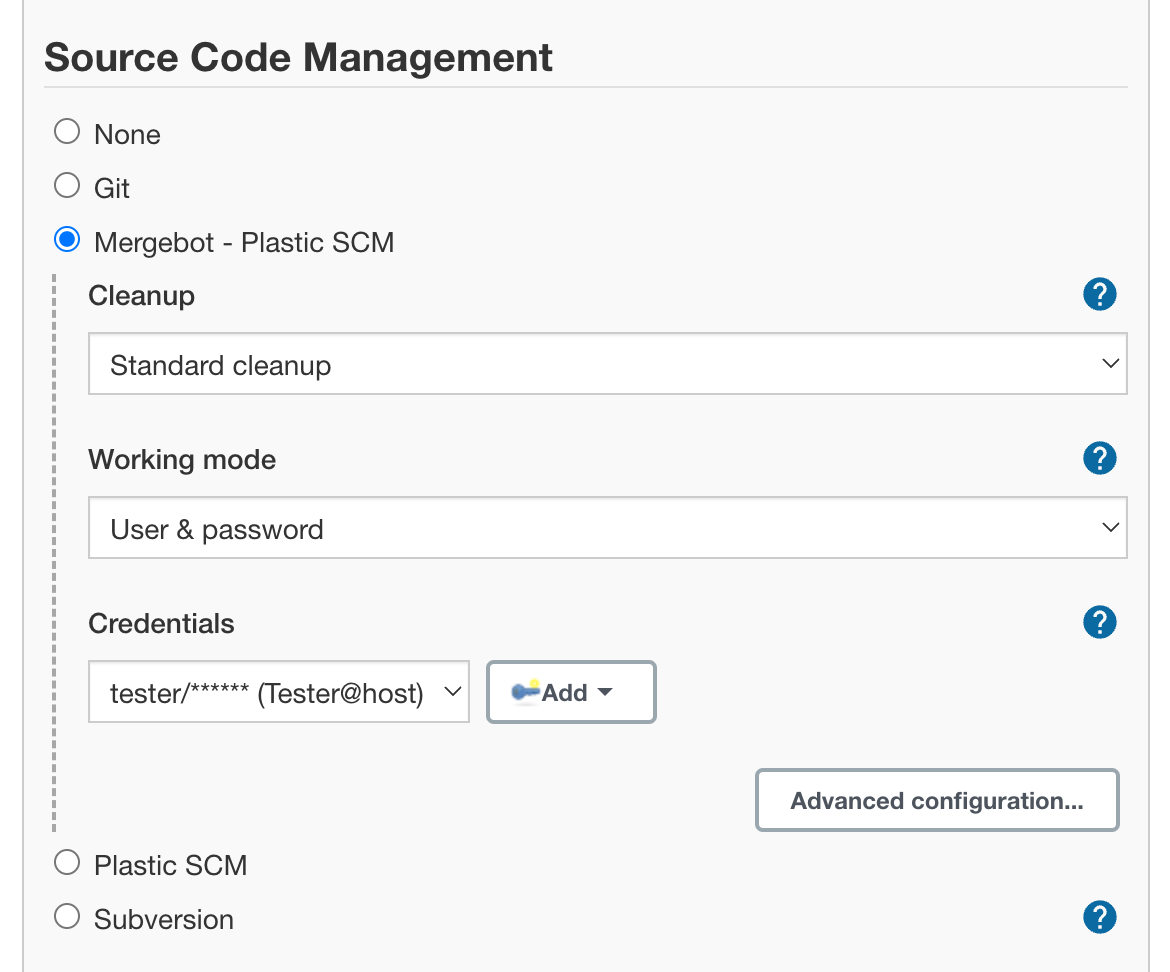 Source Code Management
None
Git
Mergebot - Plastic SCM
Cleanup ?
Standard cleanup
Working mode ?
User & password
Credentials ?
tester/****** (Tester@host) Add
Advanced configuration...
Plastic SCM
Subversion ?